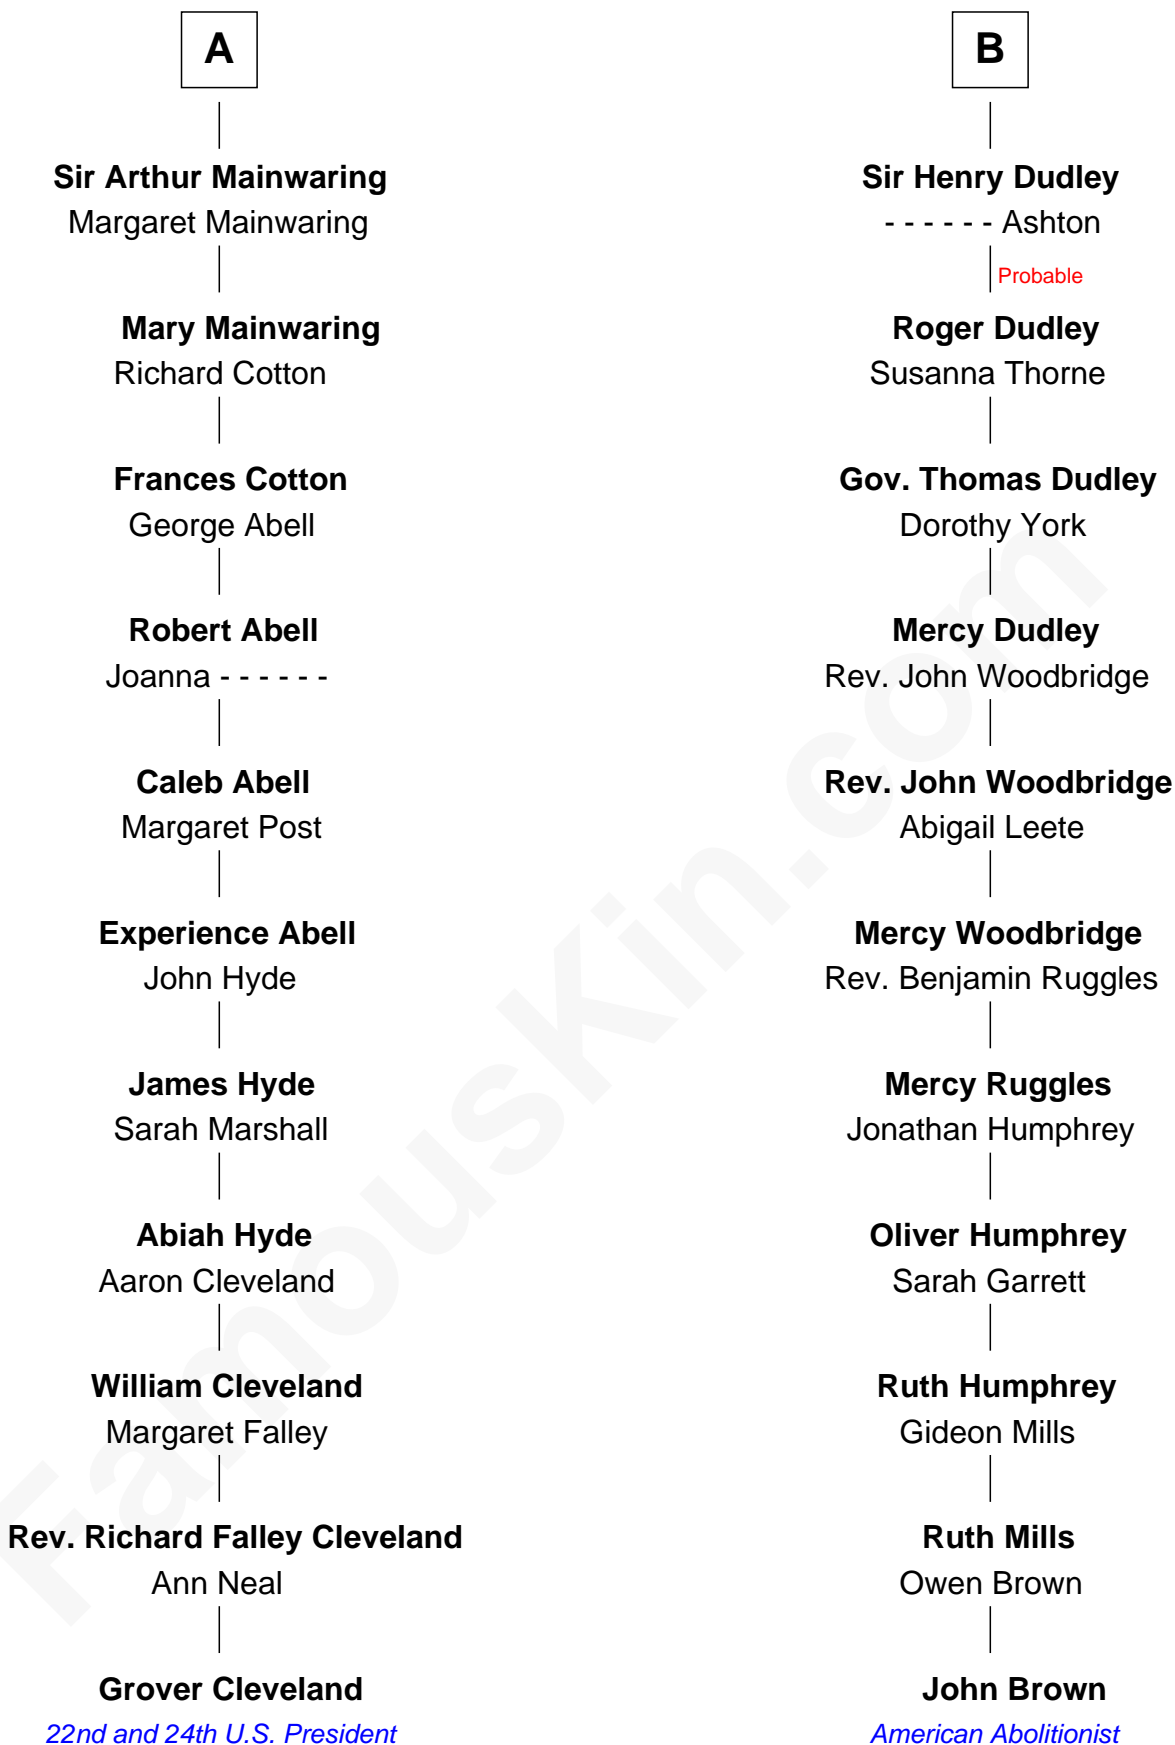 A
Sir Arthur Mainwaring
Margaret Mainwaring
Mary Mainwaring
Richard Cotton
Frances Cotton
George Abell
Robert Abell
Joanna - - - - - -
Caleb Abell
Margaret Post
Experience Abell
John Hyde
James Hyde
Sarah Marshall
Abiah Hyde
Aaron Cleveland
William Cleveland
Margaret Falley
Rev. Richard Falley Cleveland
Ann Neal
Grover Cleveland
22nd and 24th U.S. President
B
Sir Henry Dudley
- - - - - - Ashton
Probable
Roger Dudley
Susanna Thorne
Gov. Thomas Dudley
Dorothy York
Mercy Dudley
Rev. John Woodbridge
Rev. John Woodbridge
Abigail Leete
Mercy Woodbridge
Rev. Benjamin Ruggles
Mercy Ruggles
Jonathan Humphrey
Oliver Humphrey
Sarah Garrett
Ruth Humphrey
Gideon Mills
Ruth Mills
Owen Brown
John Brown
American Abolitionist
FamousKin.com